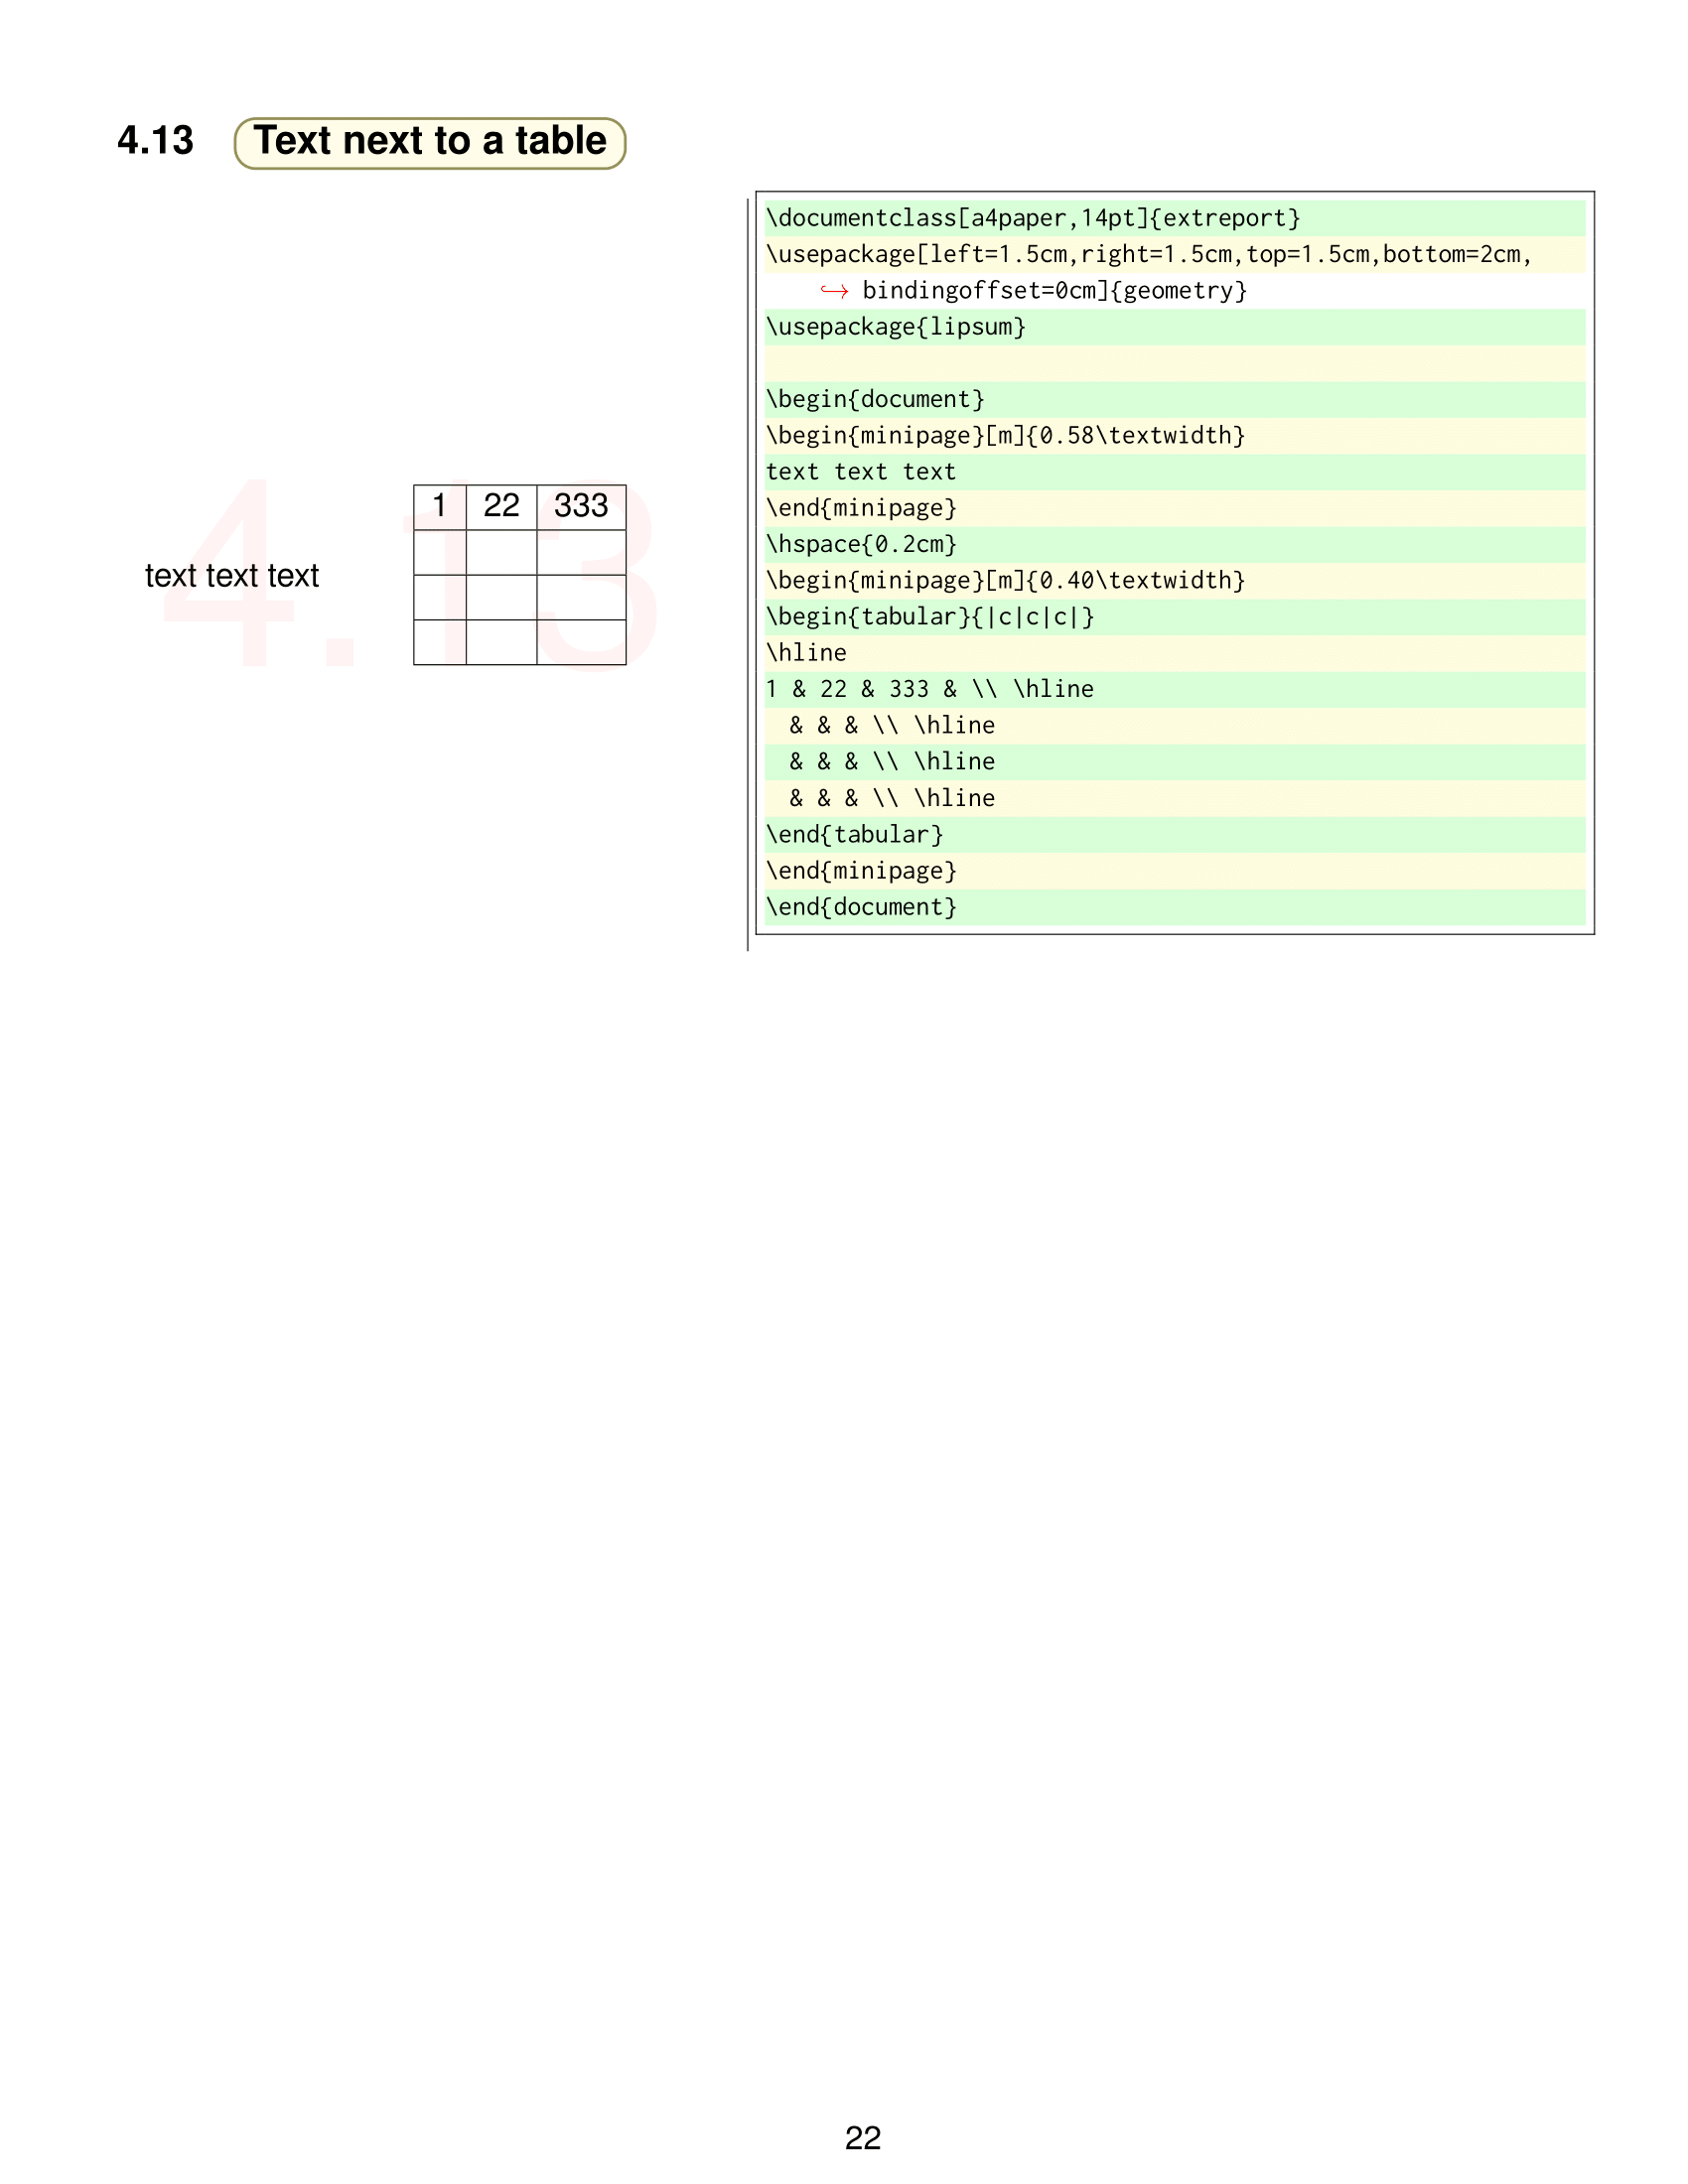 4.13 Text next to a table
4.13
text text text
1 22 333
\documentclass[a4paper,14pt]{extreport}
\usepackage[left=1.5cm,right=1.5cm,top=1.5cm,bottom=2cm,
↪ bindingoffset=0cm]{geometry}
\usepackage{lipsum}
\begin{document}
\begin{minipage}[m]{0.58\textwidth}
text text text
\end{minipage}
\hspace{0.2cm}
\begin{minipage}[m]{0.40\textwidth}
\begin{tabular}{|c|c|c|}
\hline
1 & 22 & 333 & \\ \hline
& & & \\ \hline
& & & \\ \hline
& & & \\ \hline
\end{tabular}
\end{minipage}
\end{document}
22